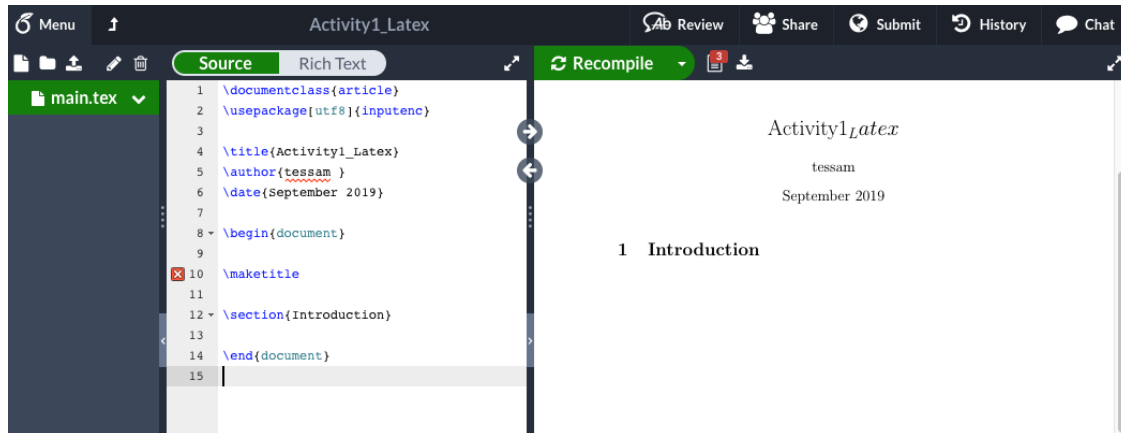 Menu Activity1_Latex Ab Review Share Submit History Chat
Source Rich Text Recompile 3
main.tex
1 \documentclass{article}
2 \usepackage[utf8]{inputenc}
3
4 \title{Activity1_Latex}
5 \author{tessam }
6 \date{September 2019}
7
8 \begin{document}
9
10 \maketitle
11
12 \section{Introduction}
13
14 \end{document}
15
Activity1Latex
tessam
September 2019
1 Introduction